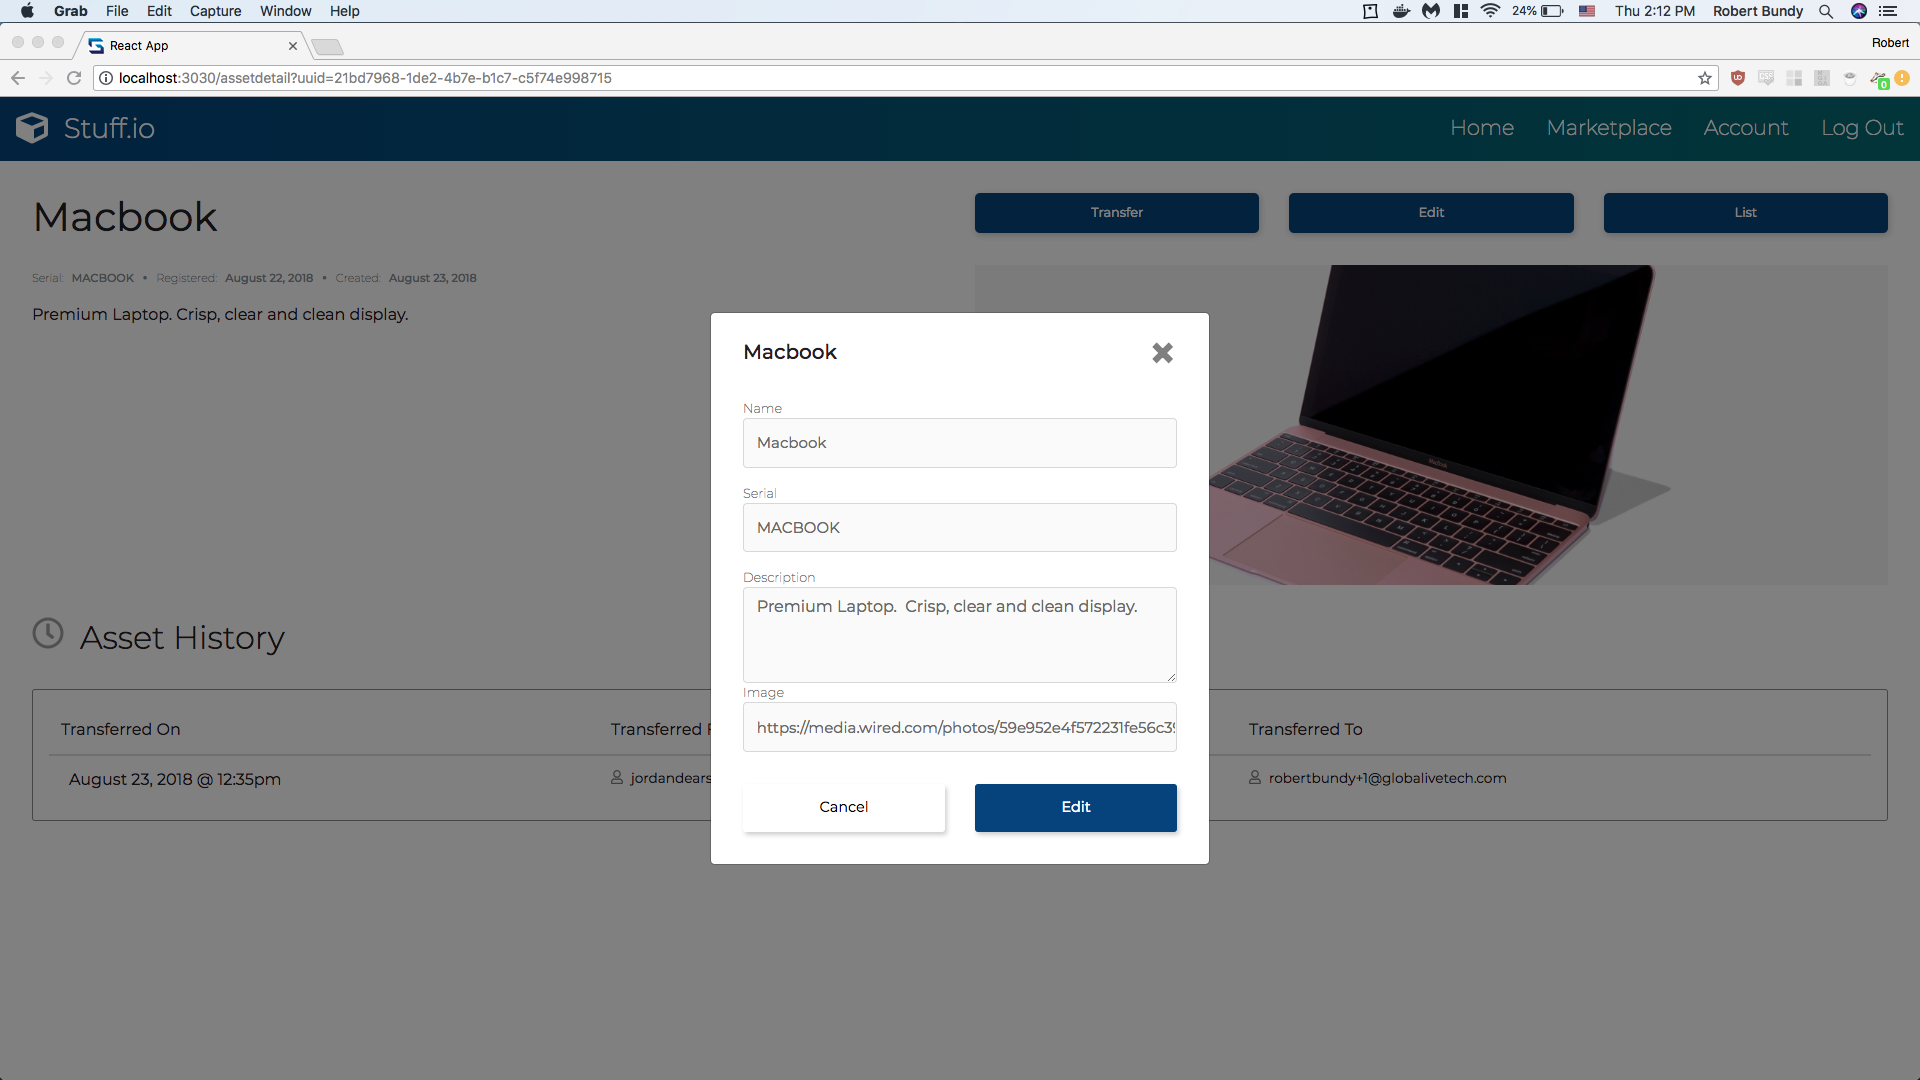 Grab File Edit Capture Window Help 24% Thu 2:12 PM Robert Bundy
React App
Robert
localhost:3030/assetdetail?uuid=21bd7968-1de2-4b7e-b1c7-c5f74e998715
0
Stuff.io Home Marketplace Account Log Out
Macbook
Transfer Edit List
Serial: MACBOOK • Registered: August 22, 2018 • Created: August 23, 2018
Premium Laptop. Crisp, clear and clean display.
Macbook
Name
Macbook
Serial
MACBOOK
Description
Premium Laptop. Crisp, clear and clean display.
Image
https://media.wired.com/photos/59e952e4f572231fe56c39
Cancel Edit
Asset History
Transferred On Transferred Transferred To
August 23, 2018 @ 12:35pm jordandears robertbundy+1@globalivetech.com